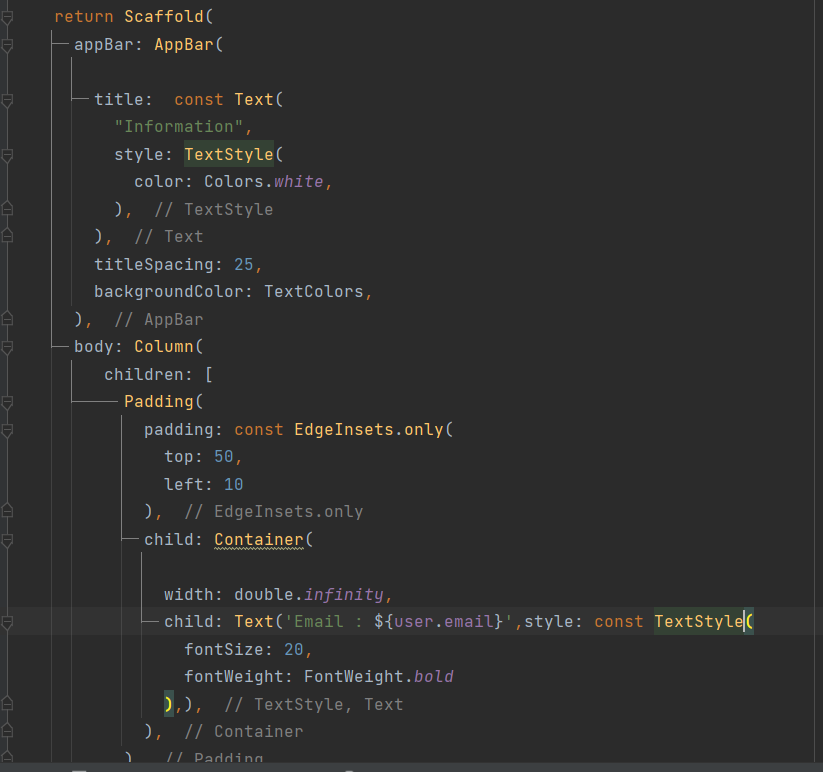 return Scaffold(
appBar: AppBar(
title:  const Text(
"Information",
style: TextStyle(
color: Colors.white,
),  // TextStyle
),  // Text
titleSpacing: 25,
backgroundColor: TextColors,
),  // AppBar
body: Column(
children: [
Padding(
padding: const EdgeInsets.only(
top: 50,
left: 10
),  // EdgeInsets.only
child: Container(
width: double.infinity,
child: Text('Email : ${user.email}',style: const TextStyle(
fontSize: 20,
fontWeight: FontWeight.bold
),),  // TextStyle, Text
),  // Container
)  // Padding